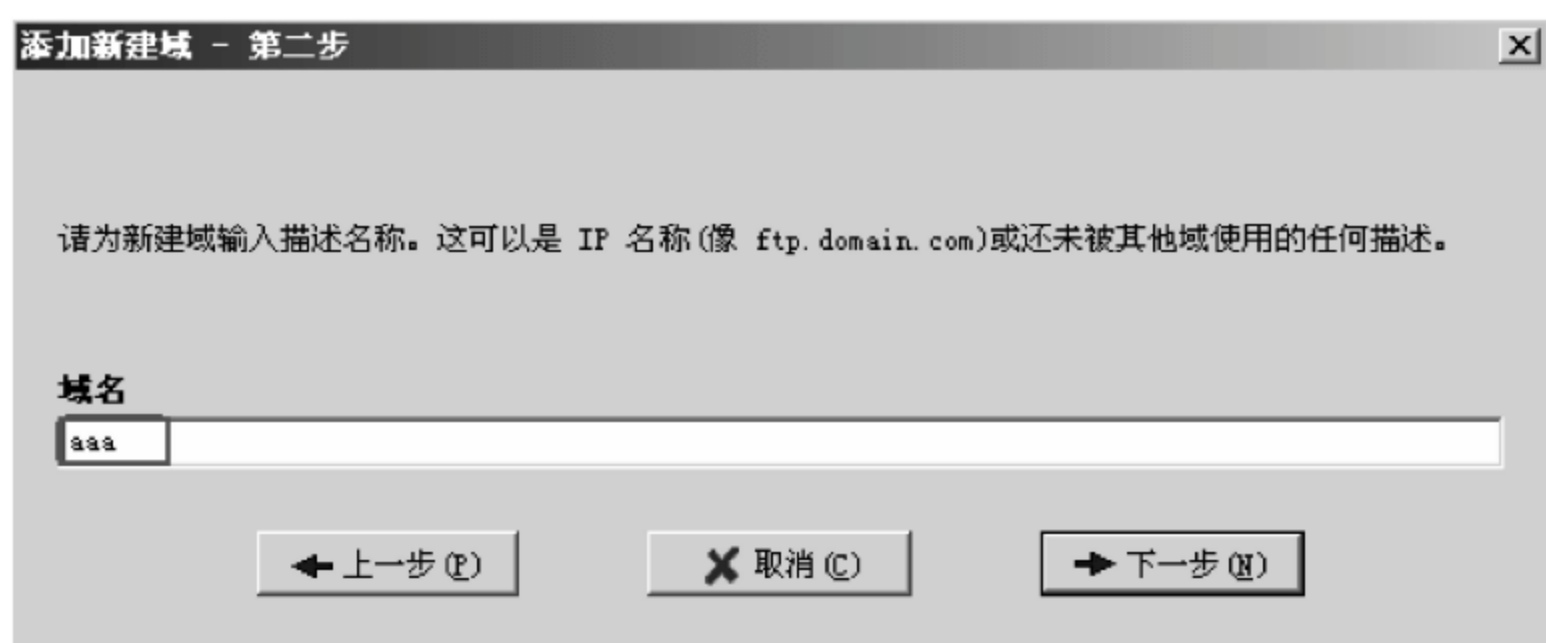 添加新建域 - 第二步
请为新建域输入描述名称。这可以是 IP 名称(像 ftp.domain.com)或还未被其他域使用的任何描述。
域名
aaa
上一步(P) 取消(C) 下一步(N)